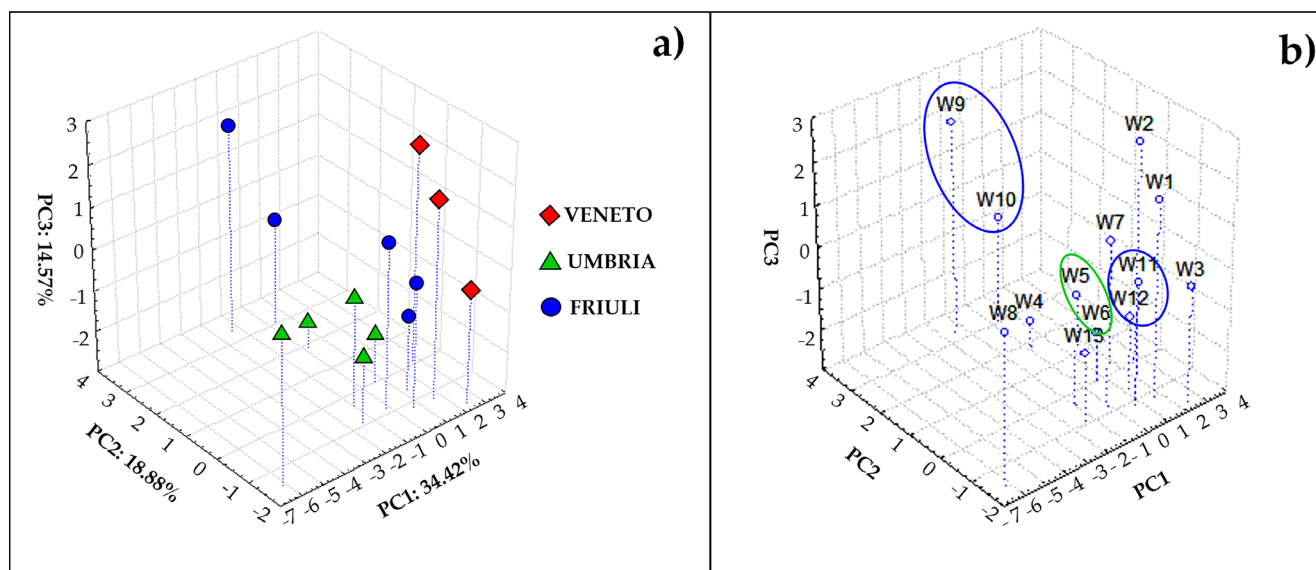 a)
3
2
1
0
-1
-2
PC3: 14.57%
4
3
2
1
0
-1
-2
PC2: 18.88%
-7 -6 -5 -4 -3 -2 -1 0 1 2 3 4
PC1: 34.42%
VENETO
UMBRIA
FRIULI
b)
3
2
1
0
-1
-2
PC3
4
3
2
1
0
-1
-2
PC2
-7 -6 -5 -4 -3 -2 -1 0 1 2 3 4
PC1
W9
W2
W10
W1
W7
W5
W11
W3
W8
W4
W6
W12
W13